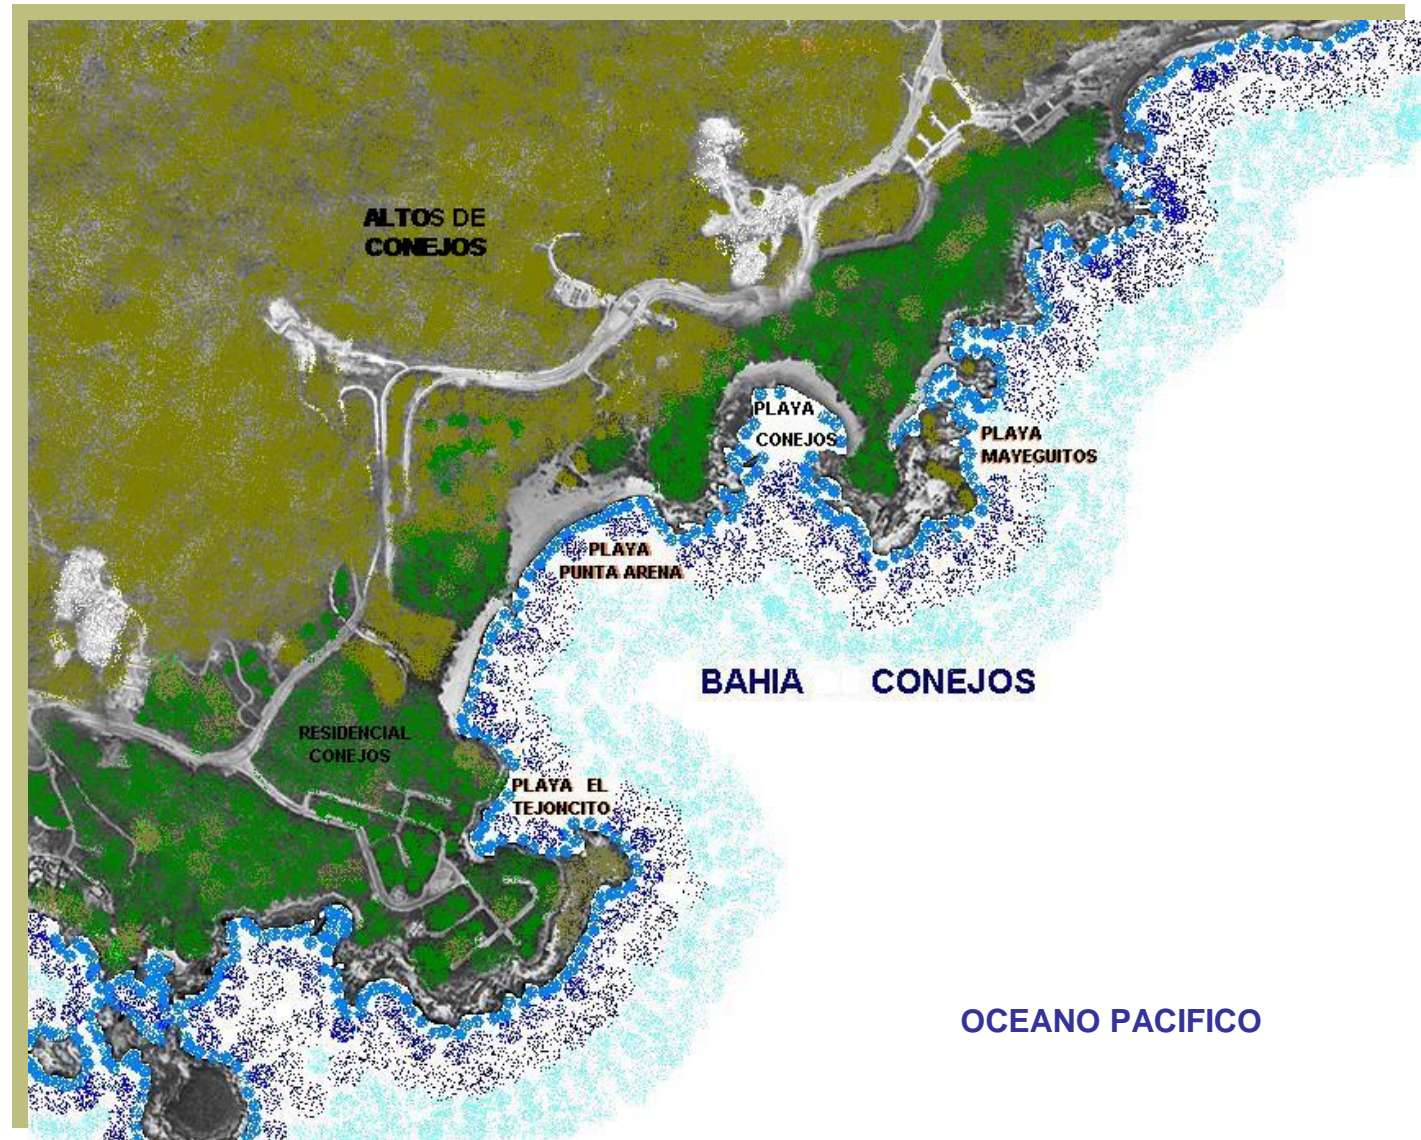 ALTOS DE
CONEJOS
PLAYA
CONEJOS
PLAYA
MAYEGUITOS
PLAYA
PUNTA ARENA
BAHIA CONEJOS
RESIDENCIAL
CONEJOS
PLAYA EL
TEJONCITO
OCEANO PACIFICO